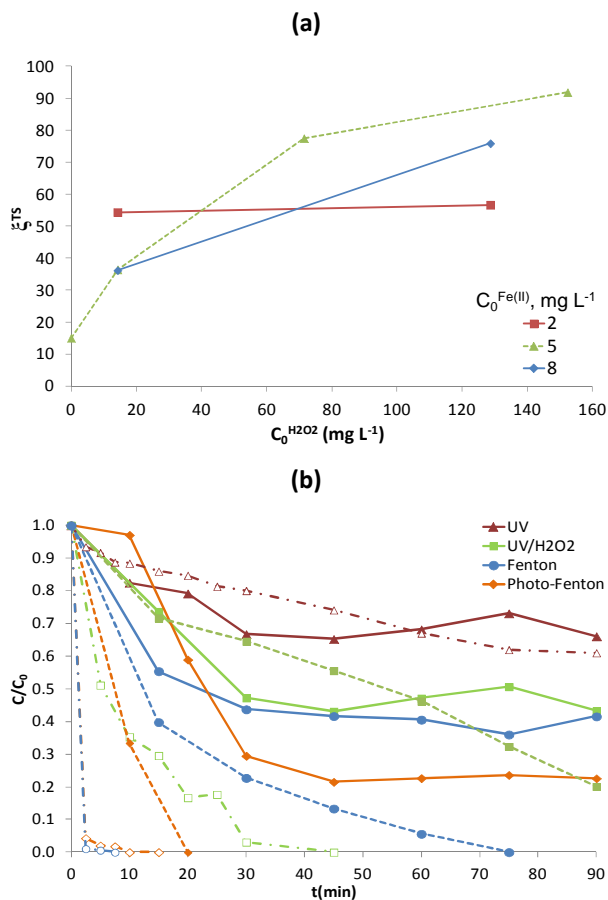 (a)
100
90
80
70
60
50
40
30
20
10
0
ξTS
0 20 40 60 80 100 120 140 160
C0H2O2 (mg L-1)
C0Fe(II), mg L-1
2
5
8
(b)
1.0
0.9
0.8
0.7
0.6
0.5
0.4
0.3
0.2
0.1
0.0
C/C0
0 10 20 30 40 50 60 70 80 90
t(min)
UV
UV/H2O2
Fenton
Photo-Fenton